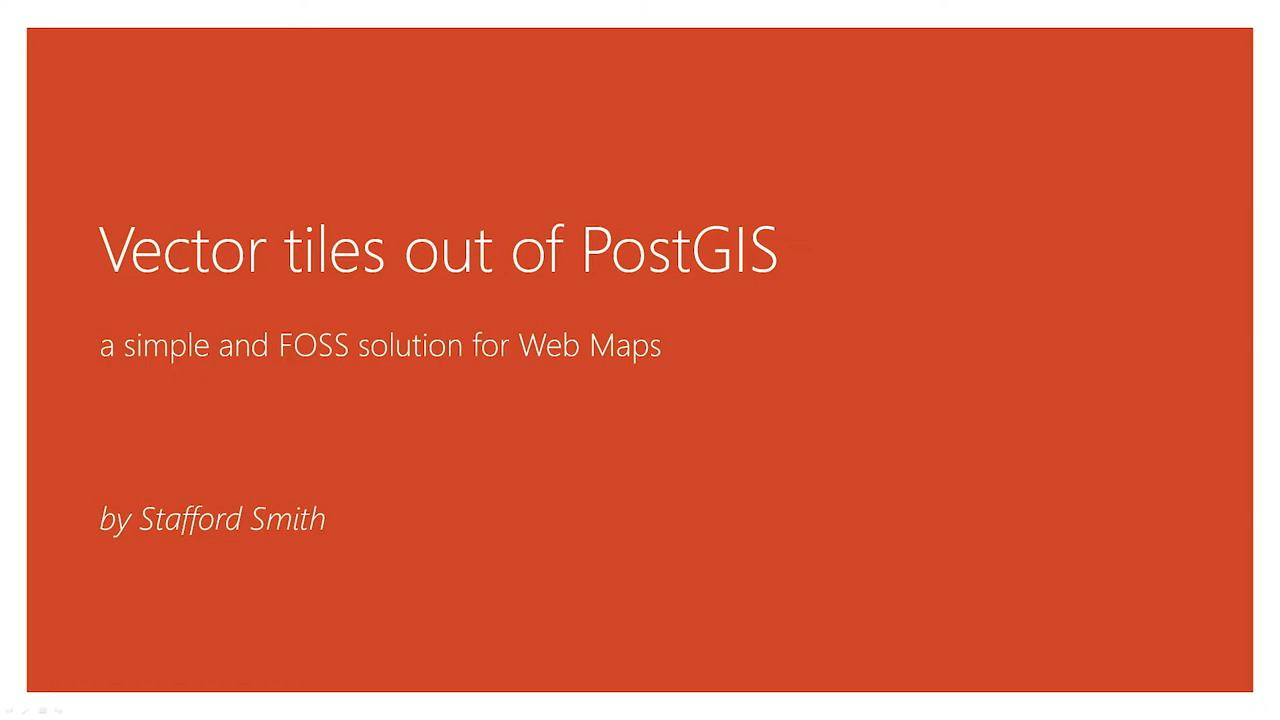 Vector tiles out of PostGIS
a simple and FOSS solution for Web Maps
by Stafford Smith